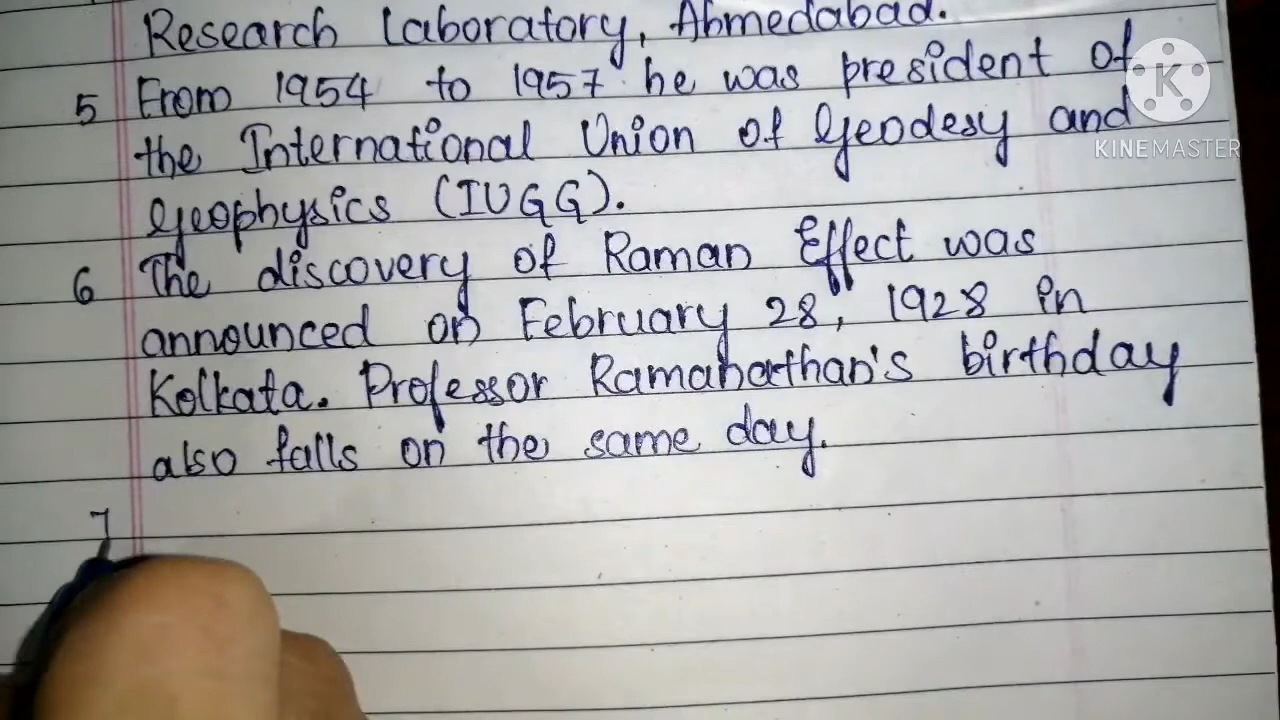 Research Laboratory, Ahmedabad.
5 From 1954 to 1957 he was president of
the International Union of Geodesy and
Geophysics (IUGG).
6 The discovery of Raman Effect was
announced on February 28", 1928 in
Kolkata. Professor Ramanathan's birthday
also falls on the same day.
7
K
KINEMASTER